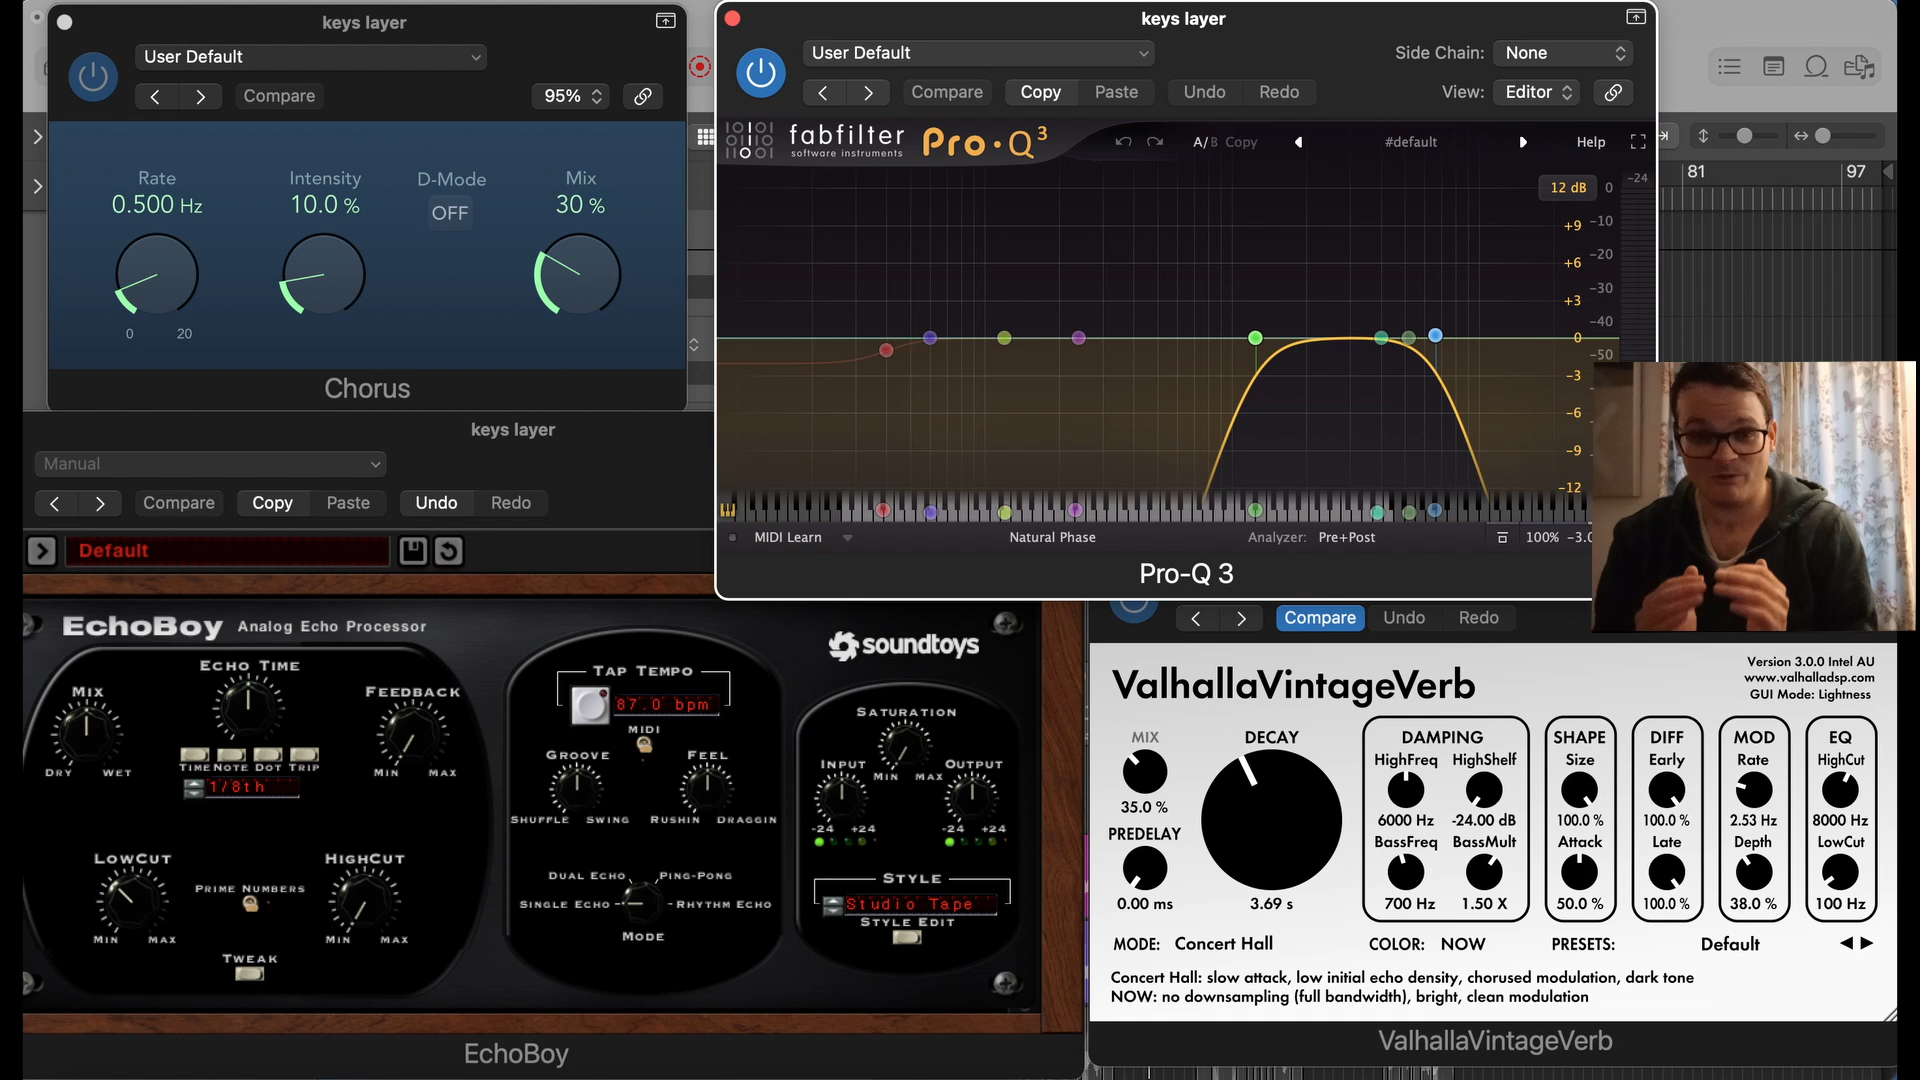 keys layer
User Default
Compare
95%
Rate
0.500 Hz
0
20
Intensity
10.0 %
D-Mode
OFF
Mix
30 %
Chorus
keys layer
User Default
Side Chain:
None
Compare
Copy
Paste
Undo
Redo
View:
Editor
fabfilter
software instruments
Pro·Q3
A/B Copy
#default
Help
12 dB
+9
+6
+3
0
-3
-6
-9
-12
-24
0
-10
-20
-30
-40
-50
MIDI Learn
Natural Phase
Analyzer: Pre+Post
100%
-3.0
Pro-Q 3
81
97
keys layer
Manual
Compare
Copy
Paste
Undo
Redo
Default
EchoBoy Analog Echo Processor
soundtoys
Mix
Dry Wet
Echo Time
Time Note Dot Trip
1/8th
Feedback
Min Max
LowCut
Min Max
Prime Numbers
HighCut
Min Max
Tweak
Tap Tempo
87.0 bpm
MIDI
Groove
Shuffle Swing
Feel
Rushin Draggin
Dual Echo
Ping-Pong
Single Echo
Rhythm Echo
Mode
Saturation
Min Max
Input
-24 +24
Output
-24 +24
Style
Studio Tape
Style Edit
EchoBoy
Compare
Undo
Redo
ValhallaVintageVerb
Version 3.0.0 Intel AU
www.valhalladsp.com
GUI Mode: Lightness
MIX
35.0 %
PREDELAY
0.00 ms
DECAY
3.69 s
DAMPING
HighFreq HighShelf
6000 Hz -24.00 dB
BassFreq BassMult
700 Hz 1.50 X
SHAPE
Size
100.0 %
Attack
50.0 %
DIFF
Early
100.0 %
Late
100.0 %
MOD
Rate
2.53 Hz
Depth
38.0 %
EQ
HighCut
8000 Hz
LowCut
100 Hz
MODE: Concert Hall
COLOR: NOW
PRESETS: Default
Concert Hall: slow attack, low initial echo density, chorused modulation, dark tone
NOW: no downsampling (full bandwidth), bright, clean modulation
ValhallaVintageVerb